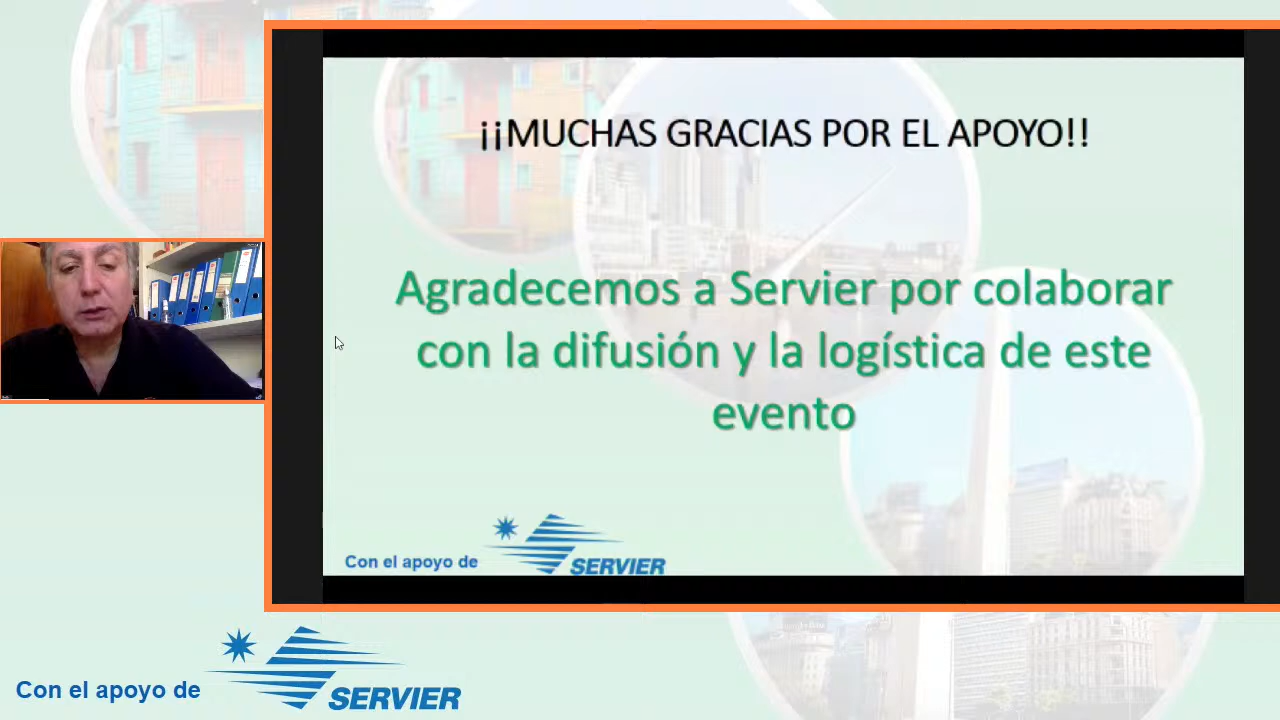 ¡¡MUCHAS GRACIAS POR EL APOYO!!
Agradecemos a Servier por colaborar
con la difusión y la logística de este
evento
Con el apoyo de
SERVIER
Con el apoyo de
SERVIER